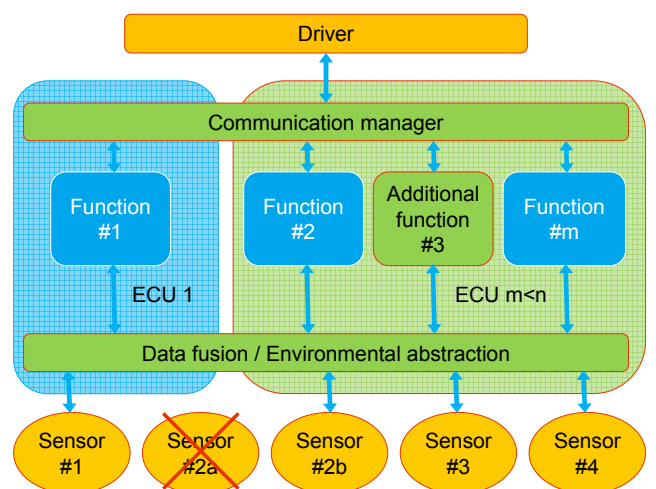 Driver
Communication manager
Function
#1
Function
#2
Additional
function
#3
Function
#m
ECU 1
ECU m<n
Data fusion / Environmental abstraction
Sensor
#1
Sensor
#2a
Sensor
#2b
Sensor
#3
Sensor
#4